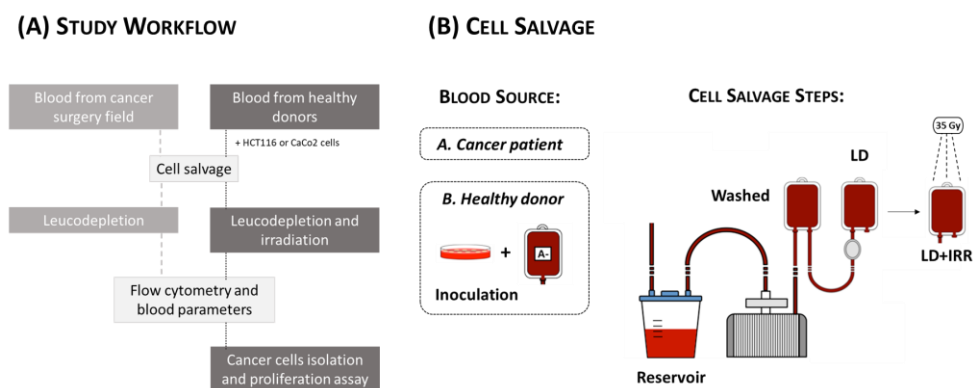 (A) STUDY WORKFLOW
Blood from cancer
surgery field
Blood from healthy
donors
+ HCT116 or CaCo2 cells
Cell salvage
Leucodepletion
Leucodepletion and
irradiation
Flow cytometry and
blood parameters
Cancer cells isolation
and proliferation assay
(B) CELL SALVAGE
BLOOD SOURCE:
A. Cancer patient
B. Healthy donor
+
A-
Inoculation
CELL SALVAGE STEPS:
35 Gy
LD
Washed
LD+IRR
Reservoir